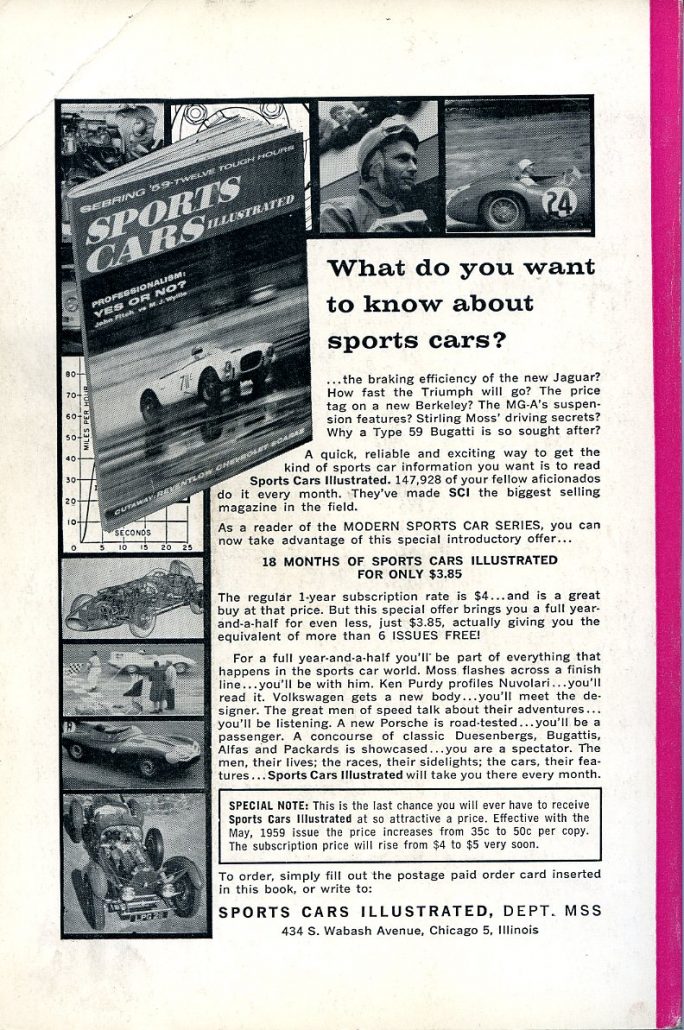 SEBRING '59-TWELVE TOUGH HOURS
SPORTS
CARS ILLUSTRATED
PROFESSIONALISM:
YES OR NO?
John Fitch vs M. J. Wyllie
CUTAWAY: REVENTLOW CHEVROLET SCARAB
24
What do you want
to know about
sports cars?
...the braking efficiency of the new Jaguar?
How fast the Triumph will go? The price
tag on a new Berkeley? The MG-A's suspen-
sion features? Stirling Moss' driving secrets?
Why a Type 59 Bugatti is so sought after?
A quick, reliable and exciting way to get the
kind of sports car information you want is to read
Sports Cars Illustrated. 147,928 of your fellow aficionados
do it every month. They've made SCI the biggest selling
magazine in the field.
As a reader of the MODERN SPORTS CAR SERIES, you can
now take advantage of this special introductory offer...
18 MONTHS OF SPORTS CARS ILLUSTRATED
FOR ONLY $3.85
The regular 1-year subscription rate is $4...and is a great
buy at that price. But this special offer brings you a full year-
and-a-half for even less, just $3.85, actually giving you the
equivalent of more than 6 ISSUES FREE!
For a full year-and-a-half you'll be part of everything that
happens in the sports car world. Moss flashes across a finish
line...you'll be with him. Ken Purdy profiles Nuvolari...you'll
read it. Volkswagen gets a new body...you'll meet the de-
signer. The great men of speed talk about their adventures...
you'll be listening. A new Porsche is road-tested...you'll be a
passenger. A concourse of classic Duesenbergs, Bugattis,
Alfas and Packards is showcased...you are a spectator. The
men, their lives; the races, their sidelights; the cars, their fea-
tures...Sports Cars Illustrated will take you there every month.
SPECIAL NOTE: This is the last chance you will ever have to receive
Sports Cars Illustrated at so attractive a price. Effective with the
May, 1959 issue the price increases from 35c to 50c per copy.
The subscription price will rise from $4 to $5 very soon.
To order, simply fill out the postage paid order card inserted
in this book, or write to:
SPORTS CARS ILLUSTRATED, DEPT. MSS
434 S. Wabash Avenue, Chicago 5, Illinois
80
70
60
50
40
30
20
10
MILES PER HOUR
5 10 15 20 25
SECONDS